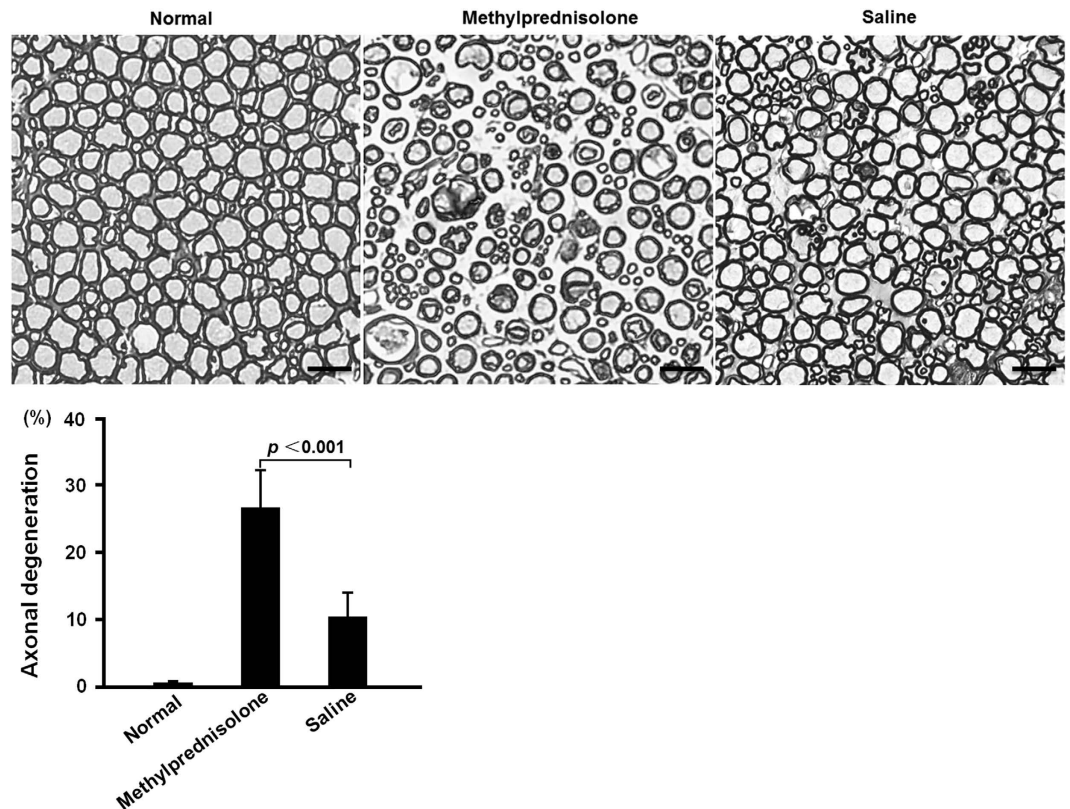 Normal Methylprednisolone Saline
(%)
40
p <0.001
30
20
10
0
Axonal degeneration
Normal
Methylprednisolone
Saline